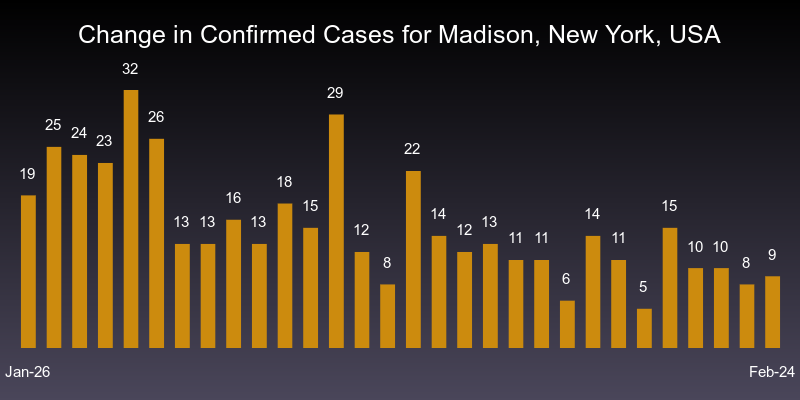 Change in Confirmed Cases for Madison, New York, USA
19 25 24 23 32 26 13 13 16 13 18 15 29 12 8 22 14 12 13 11 11 6 14 11 5 15 10 10 8 9
Jan-26 Feb-24